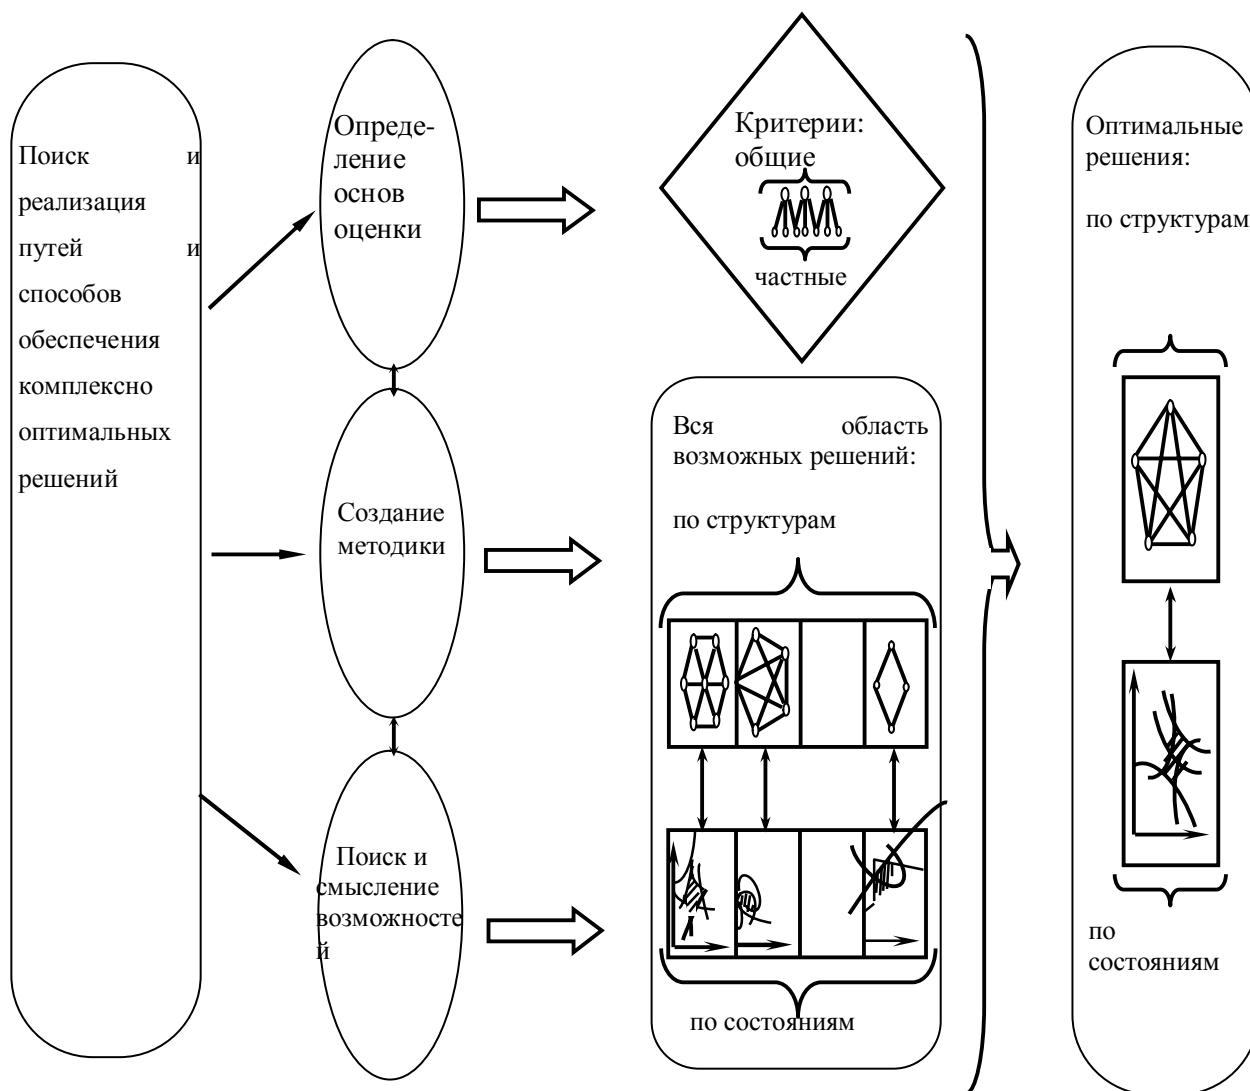 Поиск и
реализация
путей и
способов
обеспечения
комплексно
оптимальных
решений
Опреде-
ление
основ
оценки
Создание
методики
Поиск и
смысление
возможносте
й
Критерии:
общие
частные
Вся область
возможных решений:
по структурам
по состояниям
Оптимальные
решения:
по структурам
по
состояниям